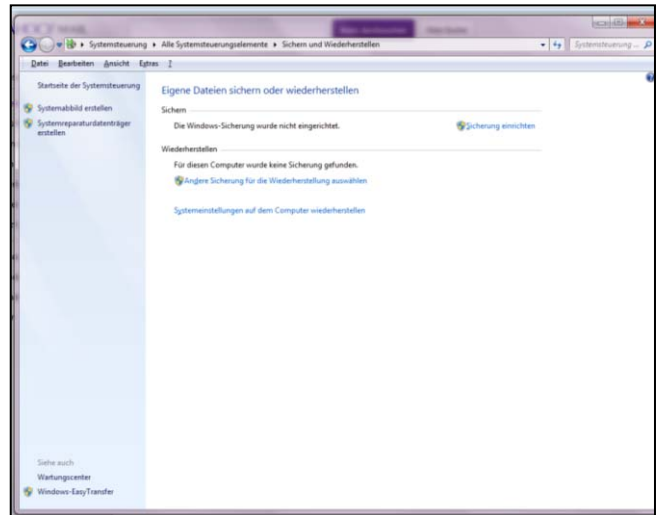 Systemsteuerung ▸ Alle Systemsteuerungselemente ▸ Sichern und Wiederherstellen
Systemsteuerung ...
Datei Bearbeiten Ansicht Extras ?
Startseite der Systemsteuerung
Systemabbild erstellen
Systemreparaturdatenträger
erstellen
Eigene Dateien sichern oder wiederherstellen
Sichern
Die Windows-Sicherung wurde nicht eingerichtet.
Sicherung einrichten
Wiederherstellen
Für diesen Computer wurde keine Sicherung gefunden.
Andere Sicherung für die Wiederherstellung auswählen
Systemeinstellungen auf dem Computer wiederherstellen
Siehe auch
Wartungscenter
Windows-EasyTransfer